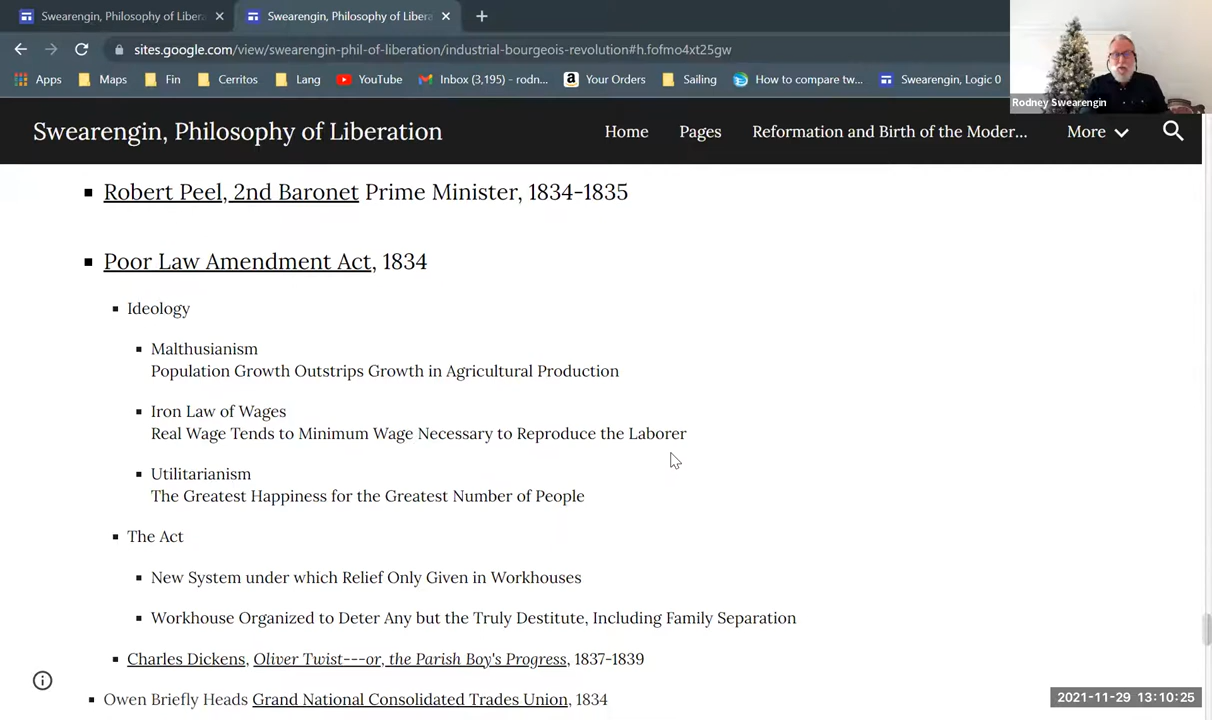 Swearengin, Philosophy of Libera
Swearengin, Philosophy of Libera
sites.google.com/view/swearengin-phil-of-liberation/industrial-bourgeois-revolution#h.fofmo4xt25gw
Apps
Maps
Fin
Cerritos
Lang
YouTube
Inbox (3,195) - rodn...
Your Orders
Sailing
How to compare tw...
Swearengin, Logic 0
Rodney Swearengin
Swearengin, Philosophy of Liberation
Home
Pages
Reformation and Birth of the Moder...
More
Robert Peel, 2nd Baronet Prime Minister, 1834-1835
Poor Law Amendment Act, 1834
Ideology
Malthusianism
Population Growth Outstrips Growth in Agricultural Production
Iron Law of Wages
Real Wage Tends to Minimum Wage Necessary to Reproduce the Laborer
Utilitarianism
The Greatest Happiness for the Greatest Number of People
The Act
New System under which Relief Only Given in Workhouses
Workhouse Organized to Deter Any but the Truly Destitute, Including Family Separation
Charles Dickens, Oliver Twist---or, the Parish Boy's Progress, 1837-1839
Owen Briefly Heads Grand National Consolidated Trades Union, 1834
2021-11-29 13:10:25